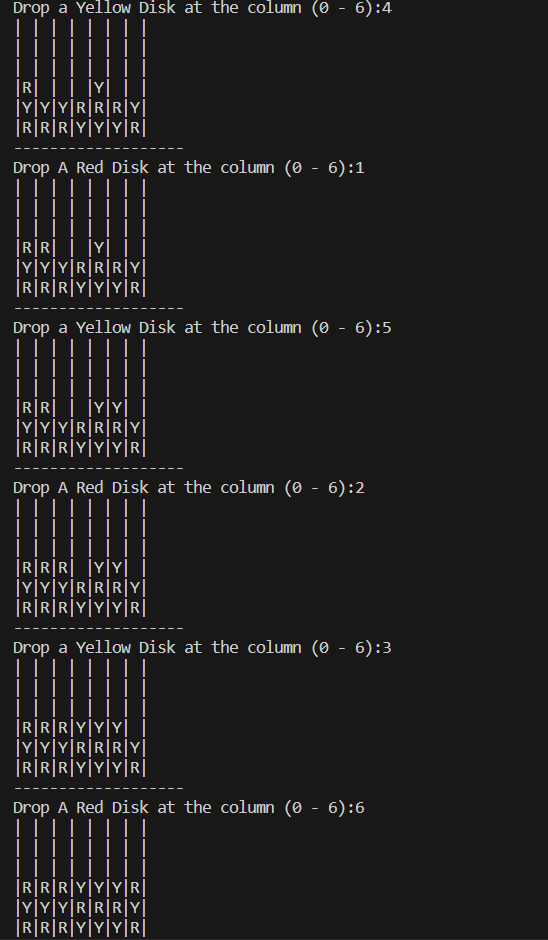 Drop a Yellow Disk at the column (0 - 6):4
| | | | | | | |
| | | | | | | |
| | | | | | | |
|R| | | |Y| | |
|Y|Y|Y|R|R|R|Y|
|R|R|R|Y|Y|Y|R|
-------------------
Drop A Red Disk at the column (0 - 6):1
| | | | | | | |
| | | | | | | |
| | | | | | | |
|R|R| | |Y| | |
|Y|Y|Y|R|R|R|Y|
|R|R|R|Y|Y|Y|R|
-------------------
Drop a Yellow Disk at the column (0 - 6):5
| | | | | | | |
| | | | | | | |
| | | | | | | |
|R|R| | |Y|Y| |
|Y|Y|Y|R|R|R|Y|
|R|R|R|Y|Y|Y|R|
-------------------
Drop A Red Disk at the column (0 - 6):2
| | | | | | | |
| | | | | | | |
| | | | | | | |
|R|R|R| |Y|Y| |
|Y|Y|Y|R|R|R|Y|
|R|R|R|Y|Y|Y|R|
-------------------
Drop a Yellow Disk at the column (0 - 6):3
| | | | | | | |
| | | | | | | |
| | | | | | | |
|R|R|R|Y|Y|Y| |
|Y|Y|Y|R|R|R|Y|
|R|R|R|Y|Y|Y|R|
-------------------
Drop A Red Disk at the column (0 - 6):6
| | | | | | | |
| | | | | | | |
| | | | | | | |
|R|R|R|Y|Y|Y|R|
|Y|Y|Y|R|R|R|Y|
|R|R|R|Y|Y|Y|R|